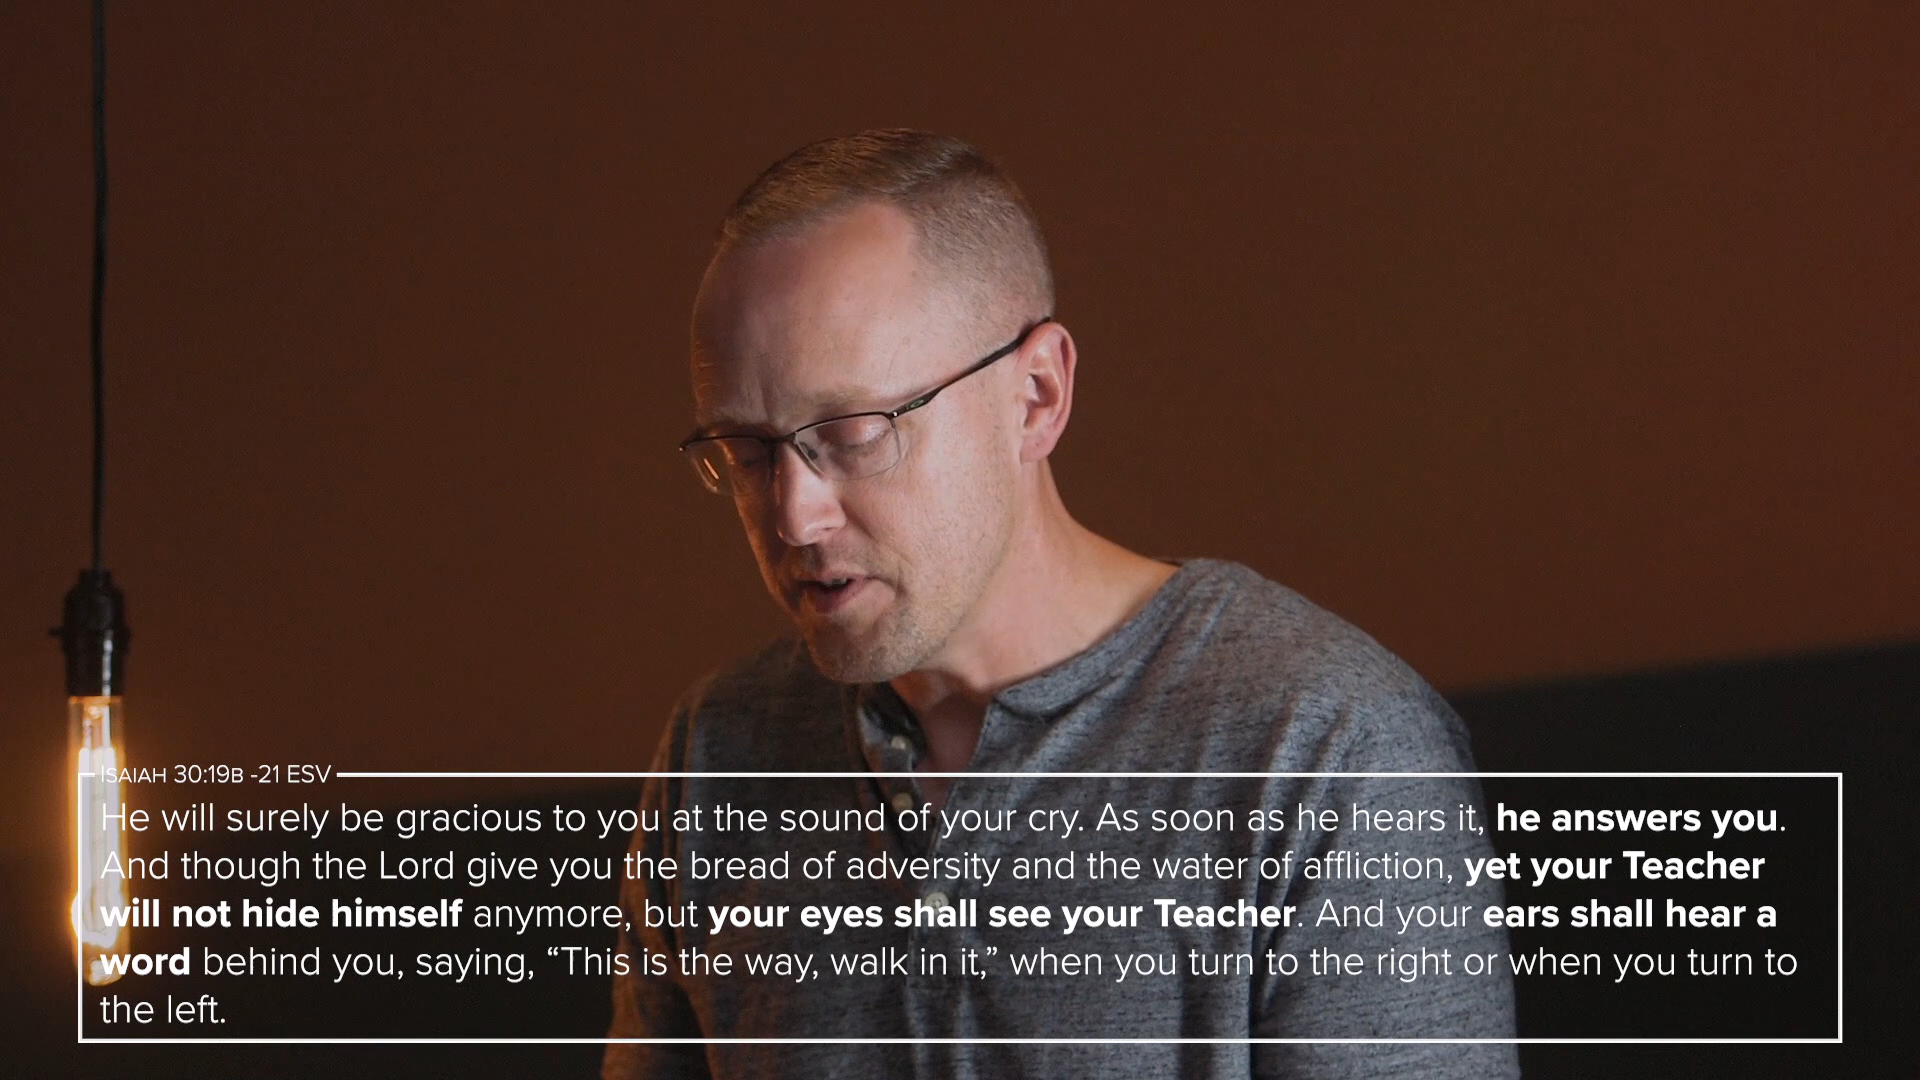 Isaiah 30:19b -21 ESV
He will surely be gracious to you at the sound of your cry. As soon as he hears it, he answers you.
And though the Lord give you the bread of adversity and the water of affliction, yet your Teacher
will not hide himself anymore, but your eyes shall see your Teacher. And your ears shall hear a
word behind you, saying, “This is the way, walk in it,” when you turn to the right or when you turn to
the left.